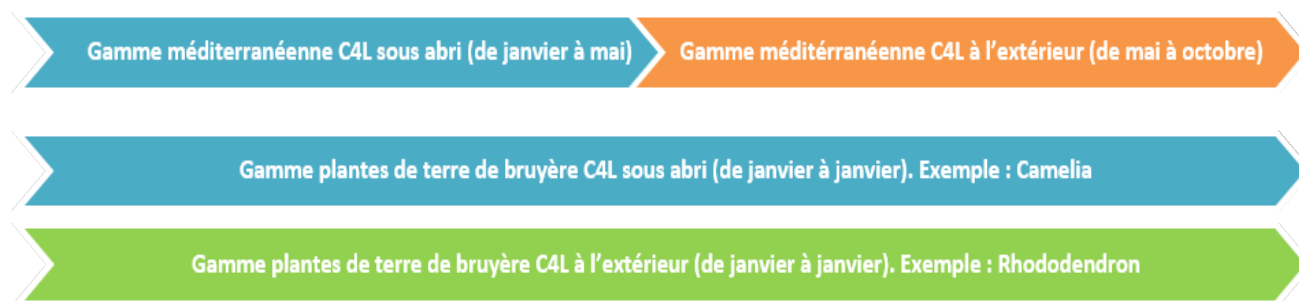 Gamme méditerranéenne C4L sous abri (de janvier à mai)
Gamme méditérranéenne C4L à l'extérieur (de mai à octobre)
Gamme plantes de terre de bruyère C4L sous abri (de janvier à janvier). Exemple : Camelia
Gamme plantes de terre de bruyère C4L à l'extérieur (de janvier à janvier). Exemple : Rhododendron